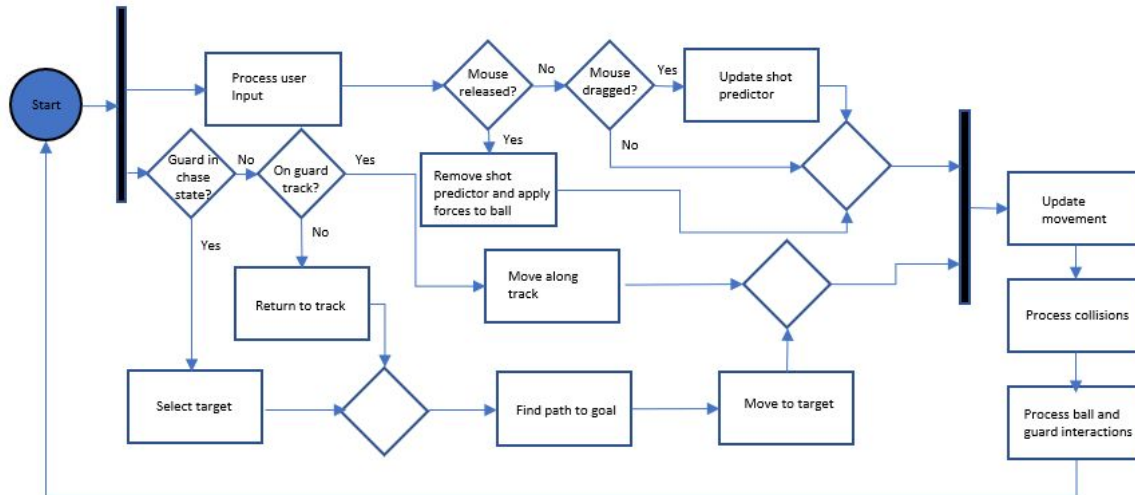 Start
Process user
Input
Mouse
released?
No
Mouse
dragged?
Yes
Update shot
predictor
No
Yes
Remove shot
predictor and apply
forces to ball
Guard in
chase
state?
No
On guard
track?
Yes
Yes
No
Return to track
Move along
track
Select target
Find path to goal
Move to target
Update
movement
Process collisions
Process ball and
guard interactions